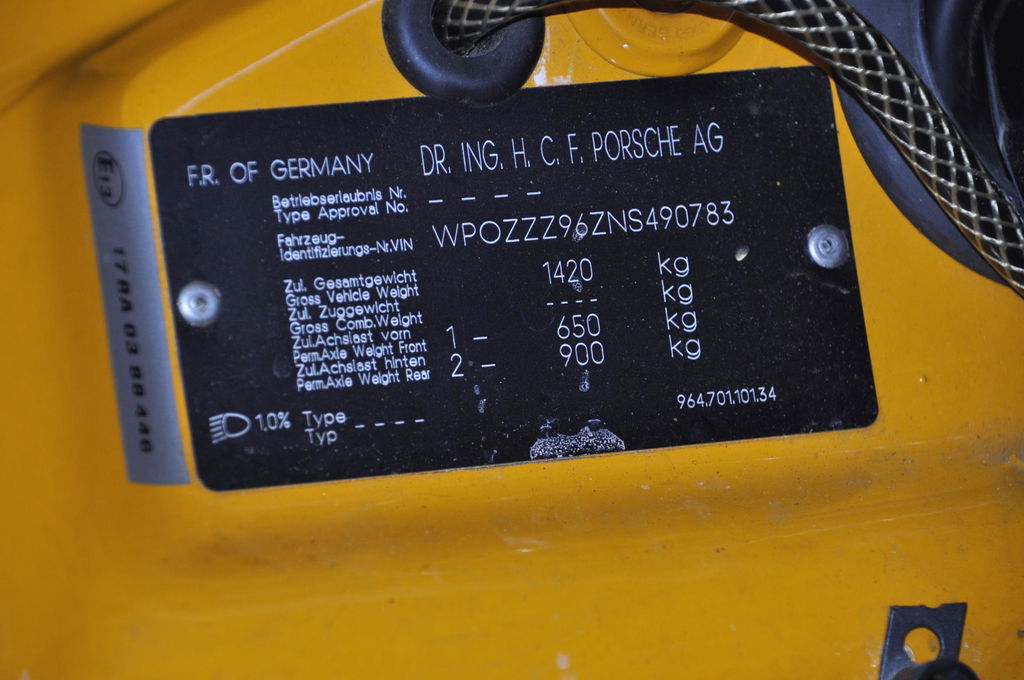 F.R. OF GERMANY DR. ING. H. C. F. PORSCHE AG
Betriebserlaubnis Nr.
Type Approval No. - - - -
Fahrzeug-
Identifizierungs-Nr.VIN WPOZZZ96ZNS490783
Zul. Gesamtgewicht
Gross Vehicle Weight 1420 kg
Zul. Zuggewicht
Gross Comb.Weight ---- kg
Zul.Achslast vorn
Perm.Axle Weight Front 1 - 650 kg
Zul.Achslast hinten
Perm.Axle Weight Rear 2 - 900 kg
1.0% Type
Typ - - - -
964.701.101.34
E13
17RA 03 88446